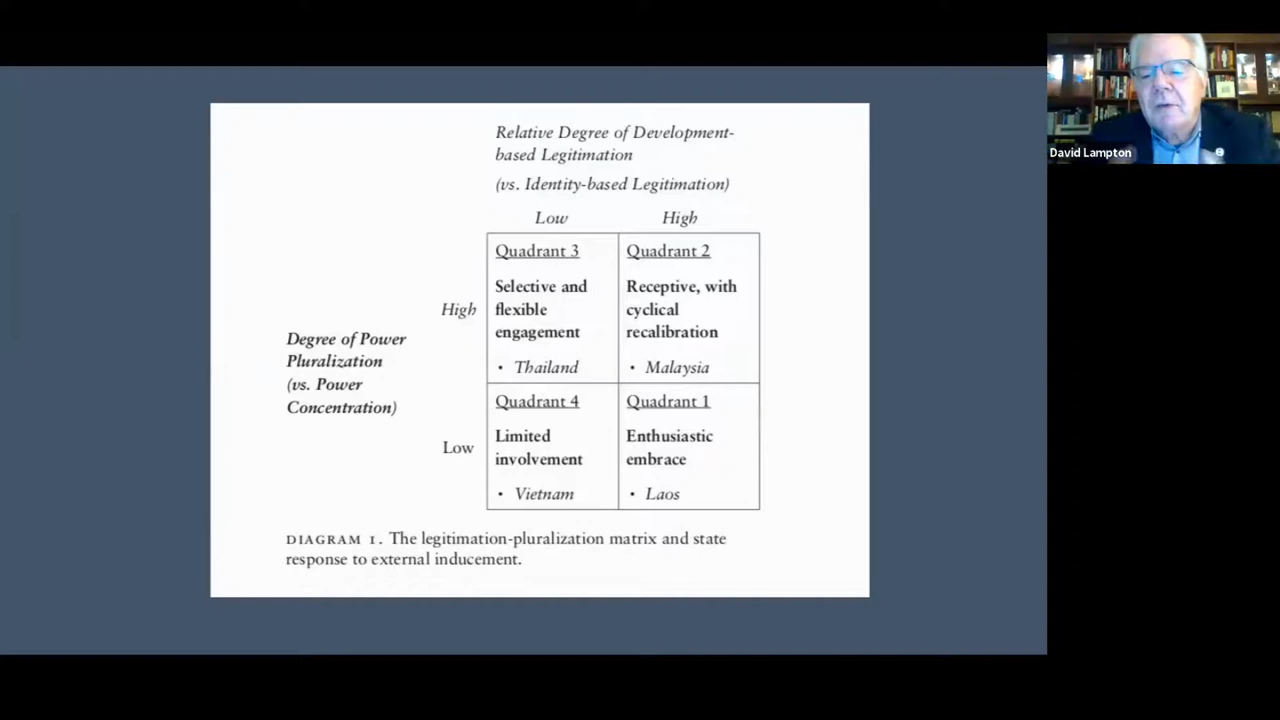 Relative Degree of Development-
based Legitimation
(vs. Identity-based Legitimation)
Low High
Quadrant 3
Selective and
flexible
engagement
• Thailand
Quadrant 2
Receptive, with
cyclical
recalibration
• Malaysia
High
Degree of Power
Pluralization
(vs. Power
Concentration)
Low
Quadrant 4
Limited
involvement
• Vietnam
Quadrant 1
Enthusiastic
embrace
• Laos
DIAGRAM 1. The legitimation-pluralization matrix and state
response to external inducement.
David Lampton